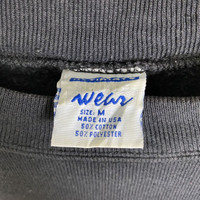 wear
SIZE: M
MADE IN USA
50% COTTON
50% POLYESTER